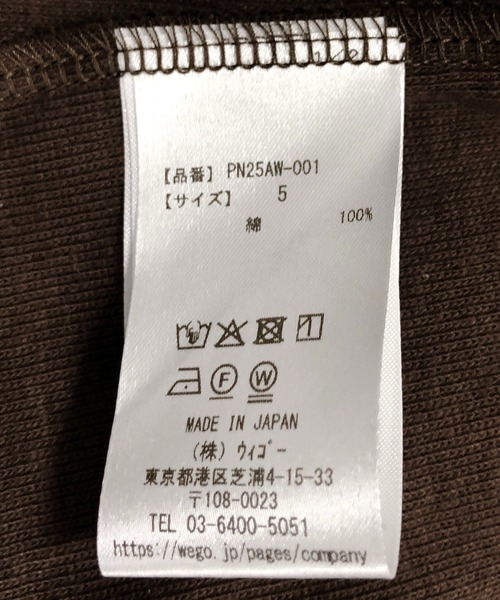 【品番】 PN25AW-001
【サイズ】 5
綿 100%
F W
MADE IN JAPAN
(株) ウィゴー
東京都港区芝浦4-15-33
〒108-0023
TEL 03-6400-5051
https://wego.jp/pages/company